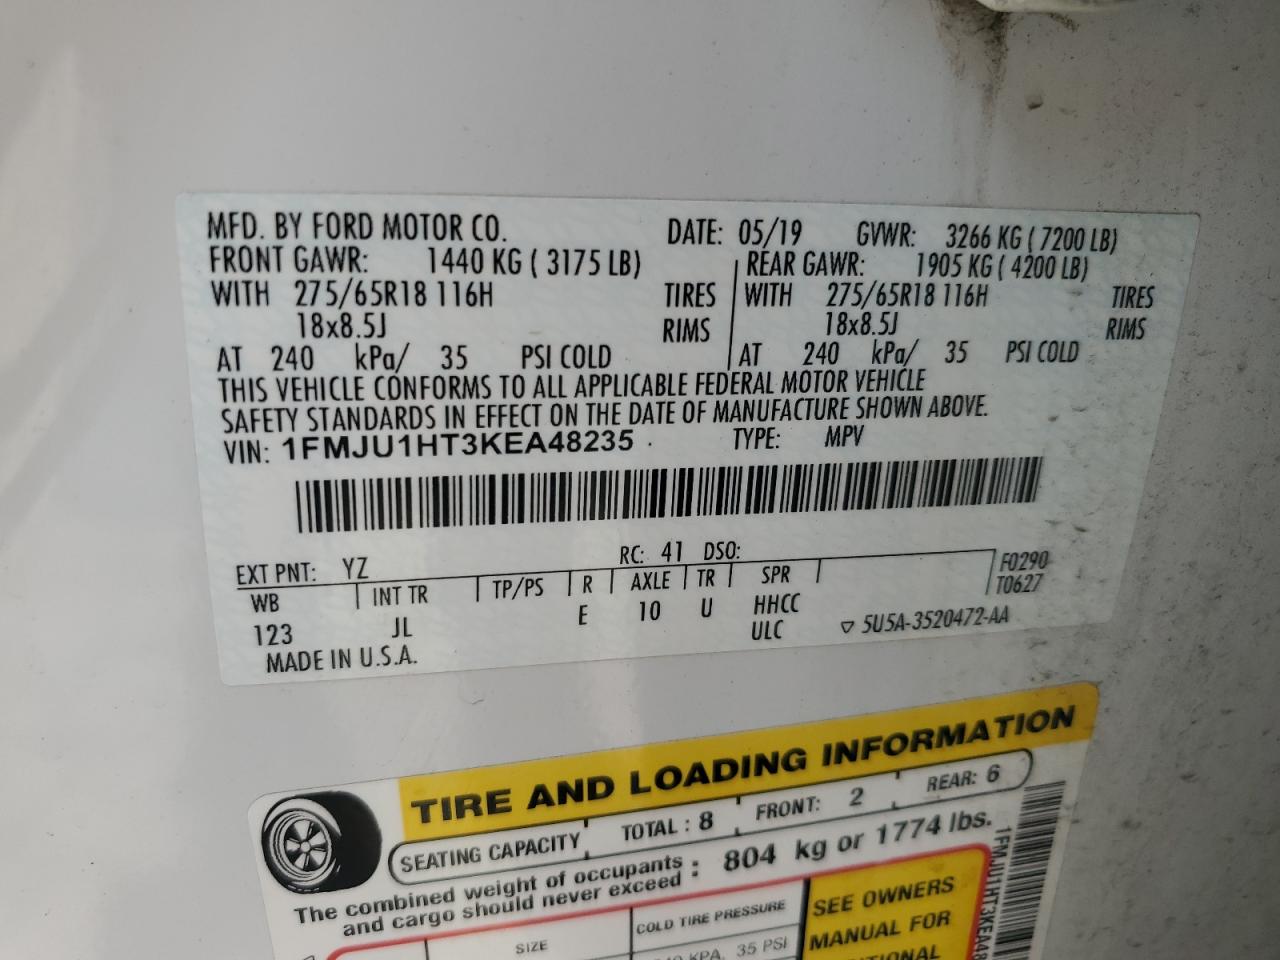 MFD. BY FORD MOTOR CO. DATE: 05/19 GVWR: 3266 KG ( 7200 LB)
FRONT GAWR: 1440 KG ( 3175 LB) REAR GAWR: 1905 KG ( 4200 LB)
WITH 275/65R18 116H TIRES WITH 275/65R18 116H TIRES
18x8.5J RIMS 18x8.5J RIMS
AT 240 kPa/ 35 PSI COLD AT 240 kPa/ 35 PSI COLD
THIS VEHICLE CONFORMS TO ALL APPLICABLE FEDERAL MOTOR VEHICLE
SAFETY STANDARDS IN EFFECT ON THE DATE OF MANUFACTURE SHOWN ABOVE.
VIN: 1FMJU1HT3KEA48235 TYPE: MPV
EXT PNT: YZ RC: 41 DSO: F0290
WB INT TR TP/PS R AXLE TR SPR T0627
123 JL E 10 U HHCC
ULC 5U5A-3520472-AA
MADE IN U.S.A.
TIRE AND LOADING INFORMATION
SEATING CAPACITY TOTAL : 8 FRONT: 2 REAR: 6
The combined weight of occupants
and cargo should never exceed : 804 kg or 1774 lbs.
SIZE COLD TIRE PRESSURE SEE OWNERS
KPA, 35 PSI MANUAL FOR
1FMJU1HT3KEA48